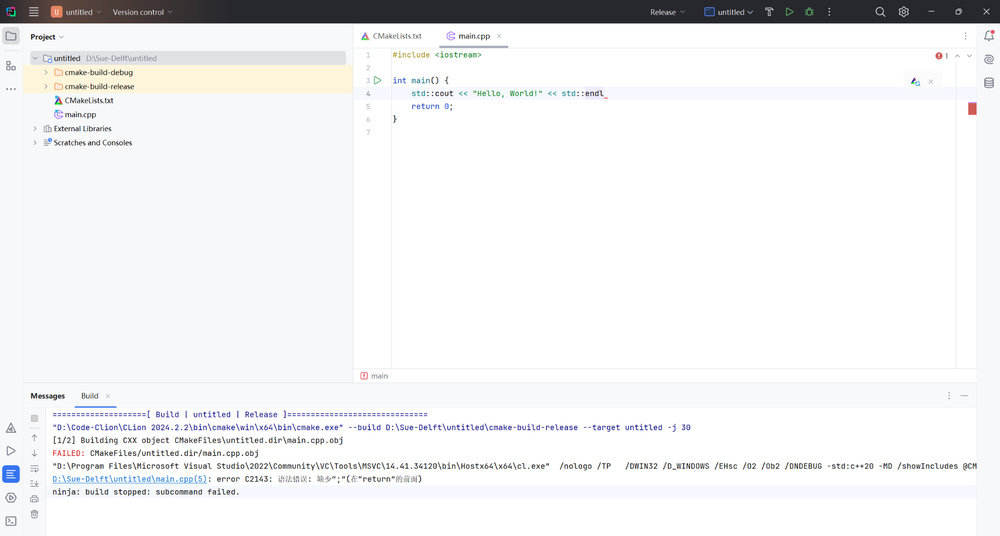 U untitled Version control Release untitled
Project
untitled D:\Sue-Delft\untitled
cmake-build-debug
cmake-build-release
CMakeLists.txt
main.cpp
External Libraries
Scratches and Consoles
CMakeLists.txt main.cpp
1 #include <iostream>
1
2
3 int main() {
4 std::cout << "Hello, World!" << std::endl
5 return 0;
6 }
7
main
Messages Build
====================[ Build | untitled | Release ]==============================
"D:\Code-Clion\CLion 2024.2.2\bin\cmake\win\x64\bin\cmake.exe" --build D:\Sue-Delft\untitled\cmake-build-release --target untitled -j 30
[1/2] Building CXX object CMakeFiles\untitled.dir\main.cpp.obj
FAILED: CMakeFiles/untitled.dir/main.cpp.obj
"D:\Program Files\Microsoft Visual Studio\2022\Community\VC\Tools\MSVC\14.41.34120\bin\Hostx64\x64\cl.exe" /nologo /TP /DWIN32 /D_WINDOWS /EHsc /O2 /Ob2 /DNDEBUG -std:c++20 -MD /showIncludes @CM
D:\Sue-Delft\untitled\main.cpp(5): error C2143: 语法错误: 缺少“;”(在“return”的前面)
ninja: build stopped: subcommand failed.